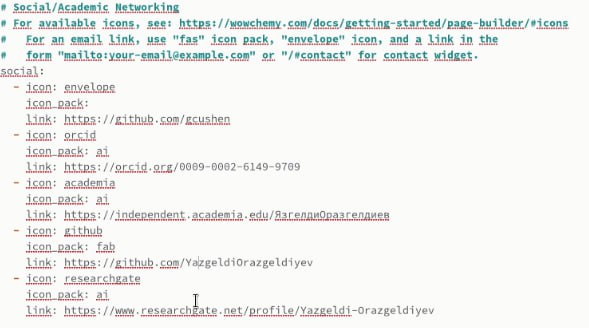 # Social/Academic Networking
# For available icons, see: https://wowchemy.com/docs/getting-started/page-builder/#icons
#   For an email link, use "fas" icon pack, "envelope" icon, and a link in the
#   form "mailto:your-email@example.com" or "/#contact" for contact widget.
social:
  - icon: envelope
    icon_pack:
    link: https://github.com/gcushen
  - icon: orcid
    icon_pack: ai
    link: https://orcid.org/0009-0002-6149-9709
  - icon: academia
    icon_pack: ai
    link: https://independent.academia.edu/ЯзгелдиОразгелдиев
  - icon: github
    icon_pack: fab
    link: https://github.com/YazgeldiOrazgeldiyev
  - icon: researchgate
    icon_pack: ai
    link: https://www.researchgate.net/profile/Yazgeldi-Orazgeldiyev